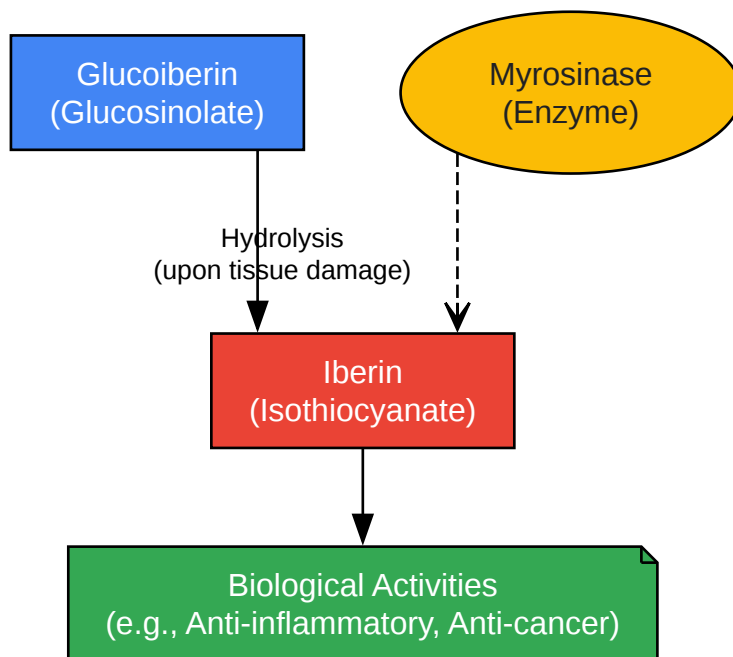 Glucoiberin
(Glucosinolate)
Myrosinase
(Enzyme)
Hydrolysis
(upon tissue damage)
Iberin
(Isothiocyanate)
Biological Activities
(e.g., Anti-inflammatory, Anti-cancer)